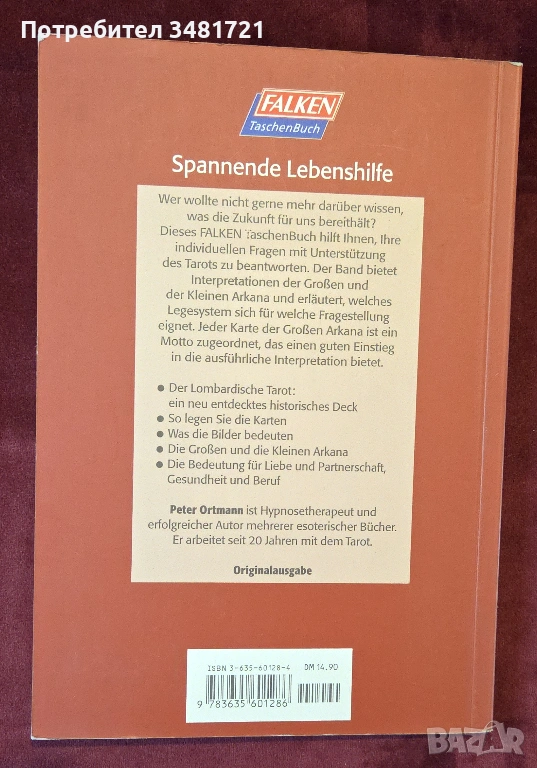 Потребител 3481721
FALKEN
TaschenBuch
Spannende Lebenshilfe
Wer wollte nicht gerne mehr darüber wissen,
was die Zukunft für uns bereithält?
Dieses FALKEN TaschenBuch hilft Ihnen, Ihre
individuellen Fragen mit Unterstützung
des Tarots zu beantworten. Der Band bietet
Interpretationen der Großen und
der Kleinen Arkana und erläutert, welches
Legesystem sich für welche Fragestellung
eignet. Jeder Karte der Großen Arkana ist ein
Motto zugeordnet, das einen guten Einstieg
in die ausführliche Interpretation bietet.
● Der Lombardische Tarot:
ein neu entdecktes historisches Deck
● So legen Sie die Karten
● Was die Bilder bedeuten
● Die Großen und die Kleinen Arkana
● Die Bedeutung für Liebe und Partnerschaft,
Gesundheit und Beruf
Peter Ortmann ist Hypnosetherapeut und
erfolgreicher Autor mehrerer esoterischer Bücher.
Er arbeitet seit 20 Jahren mit dem Tarot.
Originalausgabe
ISBN 3-635-60128-4 DM 14.90
9 783635 601286
BAZAR